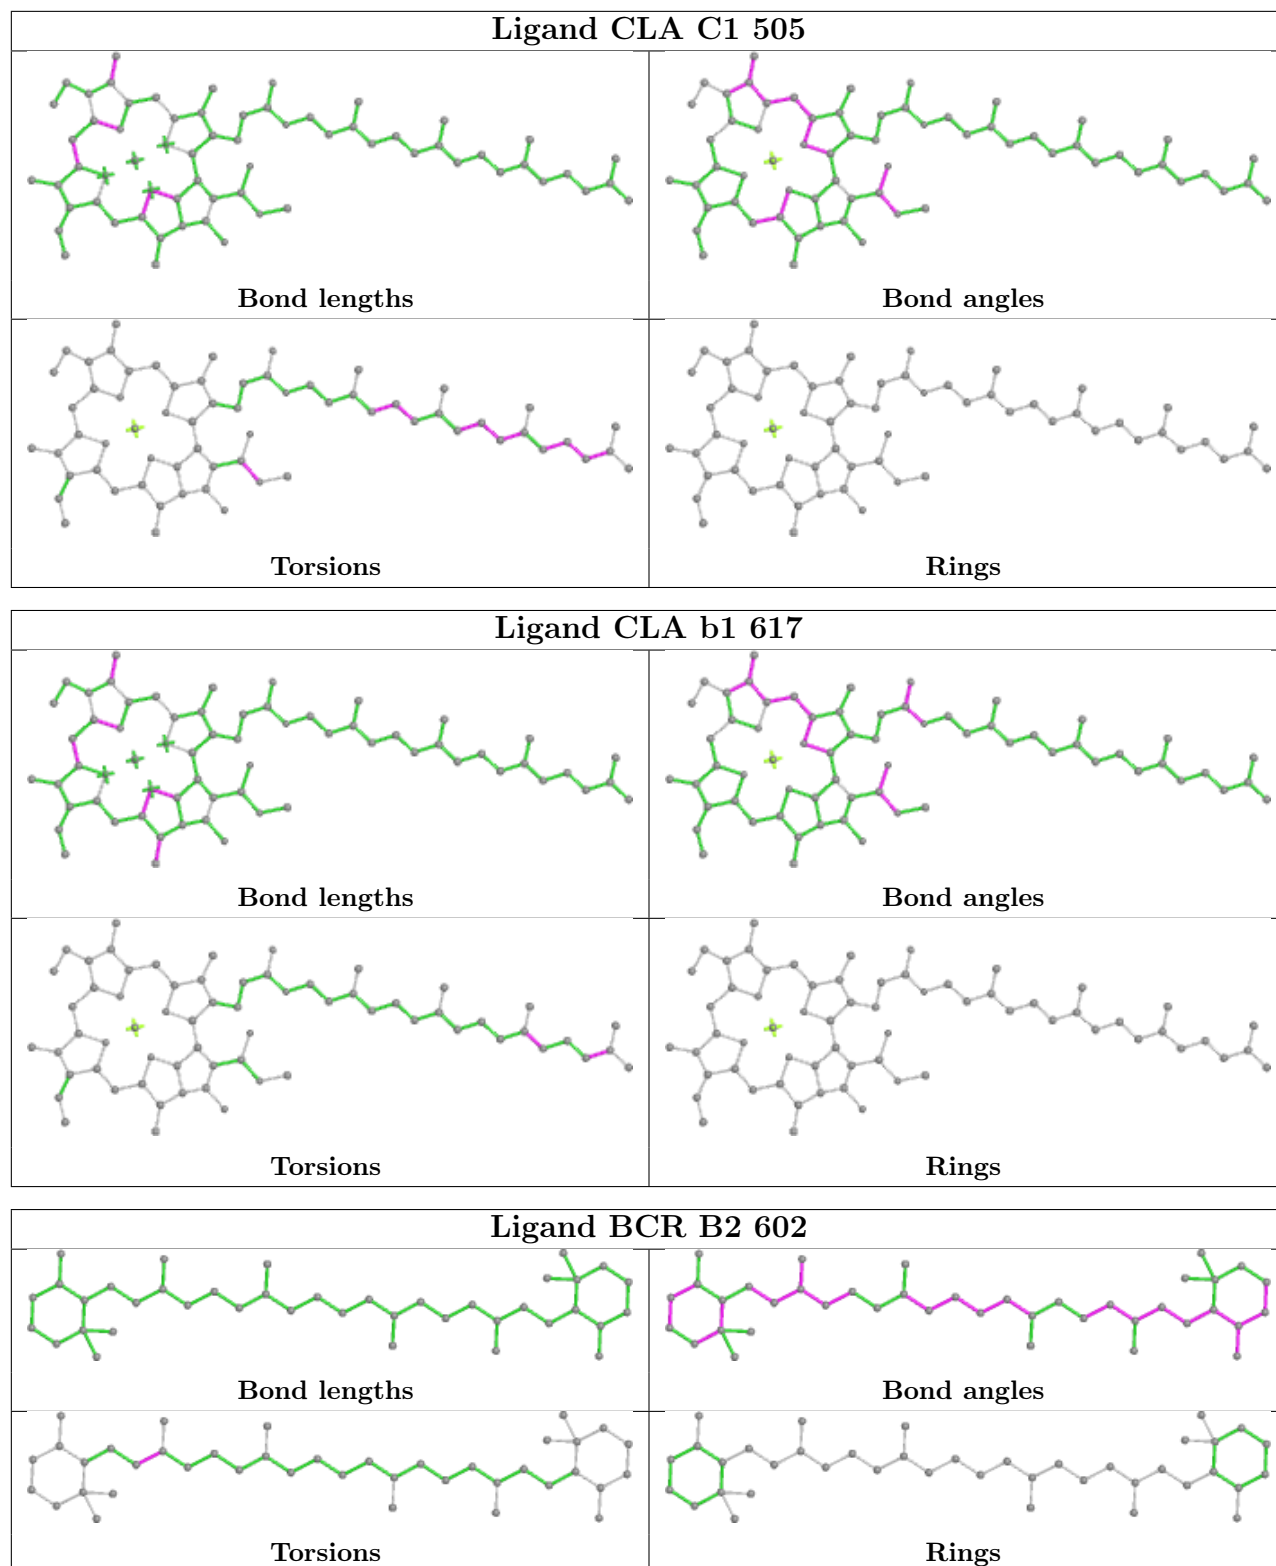 Ligand CLA C1 505
Bond lengths
Bond angles
Torsions
Rings
Ligand CLA b1 617
Bond lengths
Bond angles
Torsions
Rings
Ligand BCR B2 602
Bond lengths
Bond angles
Torsions
Rings